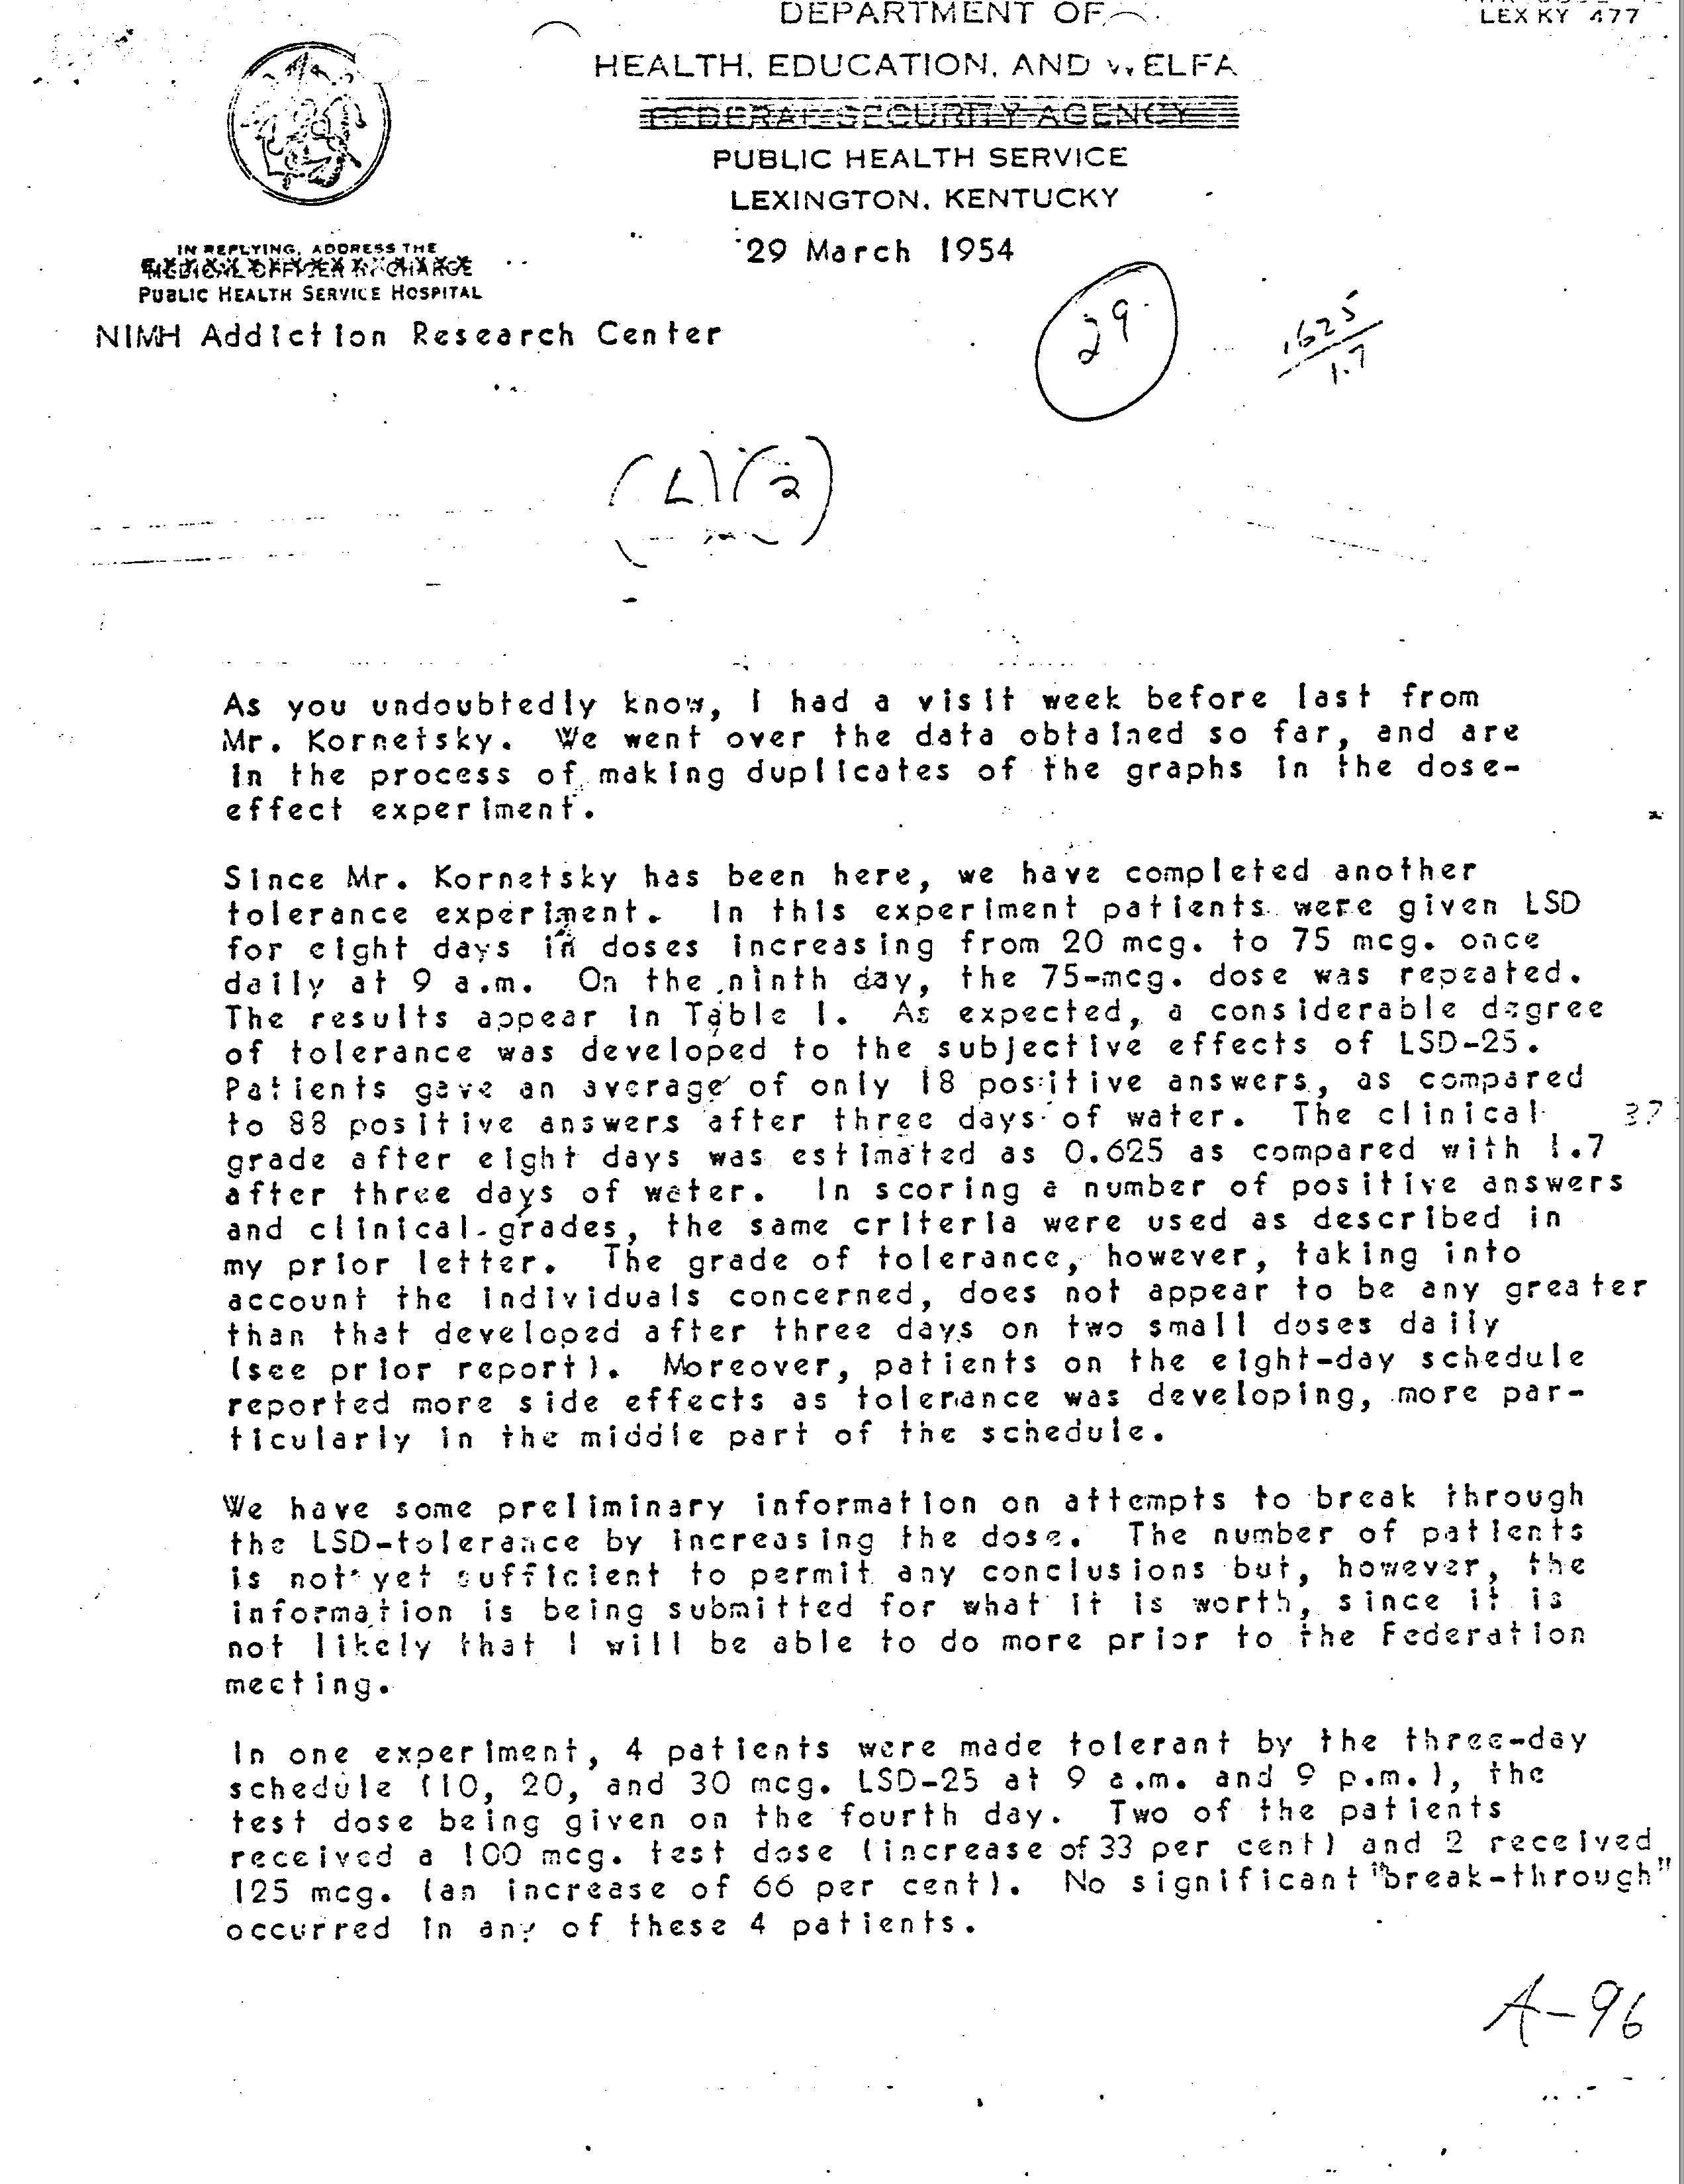 DEPARTMENT OF
LEX KY 477
HEALTH, EDUCATION, AND WELFA
FEDERAL SECURITY AGENCY
PUBLIC HEALTH SERVICE
LEXINGTON, KENTUCKY
IN REPLYING, ADDRESS THE
MEDICAL OFFICER IN CHARGE
PUBLIC HEALTH SERVICE HOSPITAL
29 March 1954
NIMH Addiction Research Center
29
.625
1.7
(L)(2)
As you undoubtedly know, I had a visit week before last from
Mr. Kornetsky. We went over the data obtained so far, and are
in the process of making duplicates of the graphs in the dose-
effect experiment.
Since Mr. Kornetsky has been here, we have completed another
tolerance experiment. In this experiment patients were given LSD
for eight days in doses increasing from 20 mcg. to 75 mcg. once
daily at 9 a.m. On the ninth day, the 75-mcg. dose was repeated.
The results appear in Table I. As expected, a considerable degree
of tolerance was developed to the subjective effects of LSD-25.
Patients gave an average of only 18 positive answers, as compared
to 88 positive answers after three days of water. The clinical
grade after eight days was estimated as 0.625 as compared with 1.7
after three days of water. In scoring a number of positive answers
and clinical grades, the same criteria were used as described in
my prior letter. The grade of tolerance, however, taking into
account the individuals concerned, does not appear to be any greater
than that developed after three days on two small doses daily
(see prior report). Moreover, patients on the eight-day schedule
reported more side effects as tolerance was developing, more par-
ticularly in the middle part of the schedule.
We have some preliminary information on attempts to break through
the LSD-tolerance by increasing the dose. The number of patients
is not yet sufficient to permit any conclusions but, however, the
information is being submitted for what it is worth, since it is
not likely that I will be able to do more prior to the Federation
meeting.
In one experiment, 4 patients were made tolerant by the three-day
schedule (10, 20, and 30 mcg. LSD-25 at 9 a.m. and 9 p.m.), the
test dose being given on the fourth day. Two of the patients
received a 100 mcg. test dose (increase of 33 per cent) and 2 received
125 mcg. (an increase of 66 per cent). No significant "break-through"
occurred in any of these 4 patients.
A-96